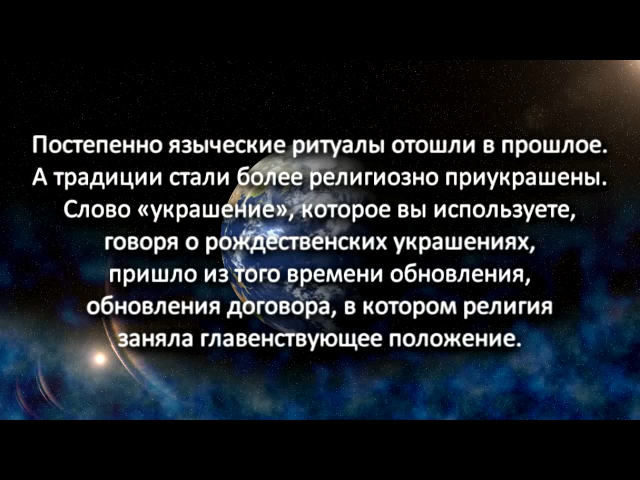 Постепенно языческие ритуалы отошли в прошлое.
А традиции стали более религиозно приукрашены.
Слово «украшение», которое вы используете,
говоря о рождественских украшениях,
пришло из того времени обновления,
обновления договора, в котором религия
заняла главенствующее положение.